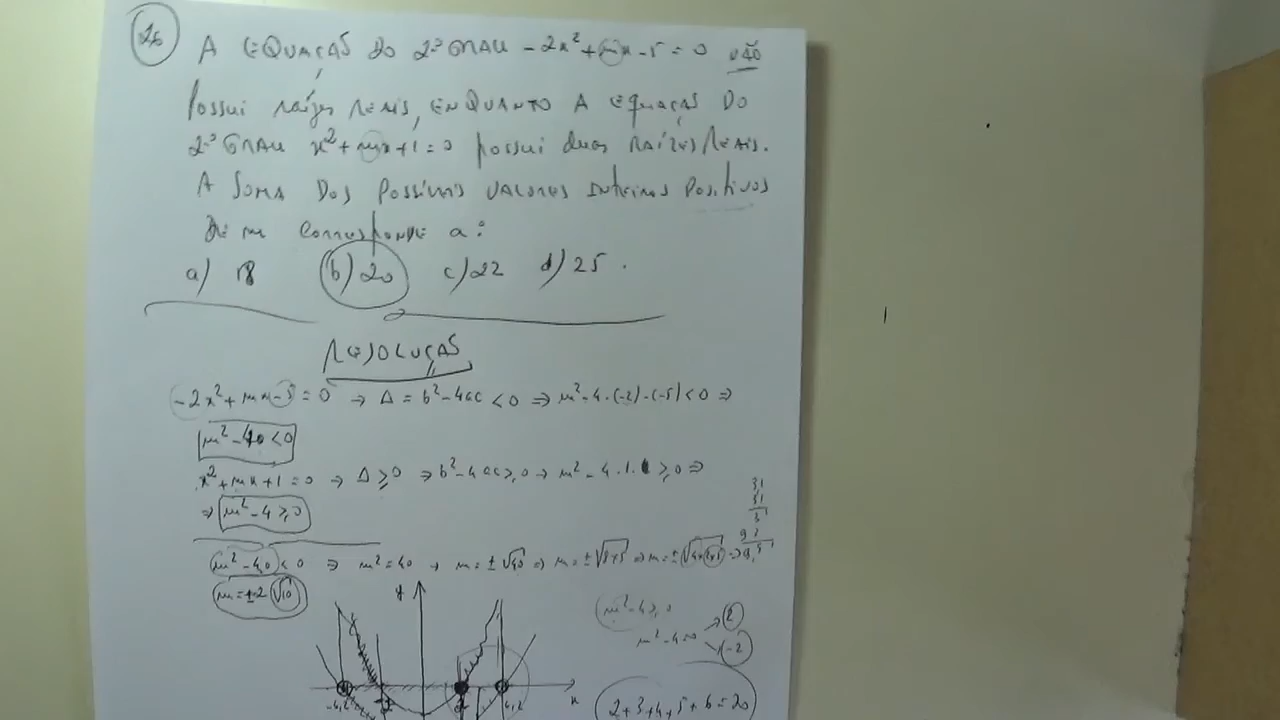 26
A EQUAÇÃO DO 2º GRAU -2x²+mx-5=0 NÃO
POSSUI RAÍZES REAIS, ENQUANTO A EQUAÇÃO DO
2º GRAU x²+mx+1=0 POSSUI DUAS RAÍZES REAIS.
A SOMA DOS POSSÍVEIS VALORES INTEIROS POSITIVOS
DE m CORRESPONDE a:
a) 18 b) 20 c) 22 d) 25.
RESOLUÇÃO
-2x²+mx-5=0 → Δ=b²-4ac<0 ⇒ m²-4·(-2)·(-5)<0 ⇒
m²-40<0
x²+mx+1=0 → Δ≥0 ⇒ b²-4ac≥0 → m²-4·1·1≥0 ⇒
⇒ m²-4≥0
m²-40<0 ⇒ m²=40 → m=±√40 ⇒ m=±√8×5 ⇒
m=±2√10
y
m²-4≥0
m²-4=0 → 2
-2
x
2+3+4+5+6=20